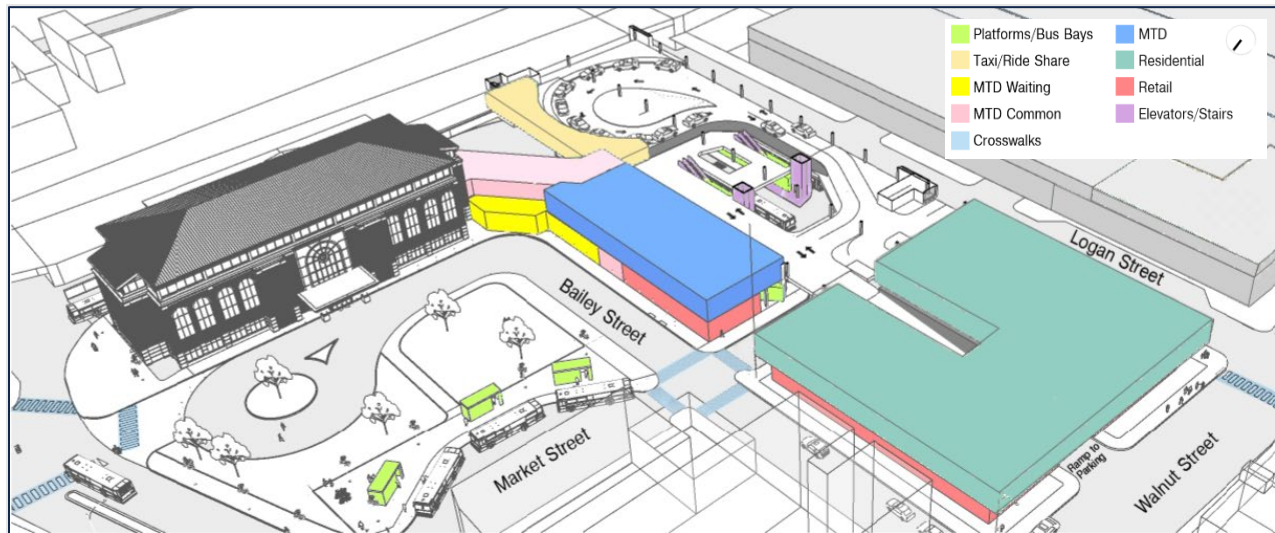 Platforms/Bus Bays
Taxi/Ride Share
MTD Waiting
MTD Common
Crosswalks
MTD
Residential
Retail
Elevators/Stairs
Logan Street
Bailey Street
Market Street
Ramp to
Parking
Walnut Street